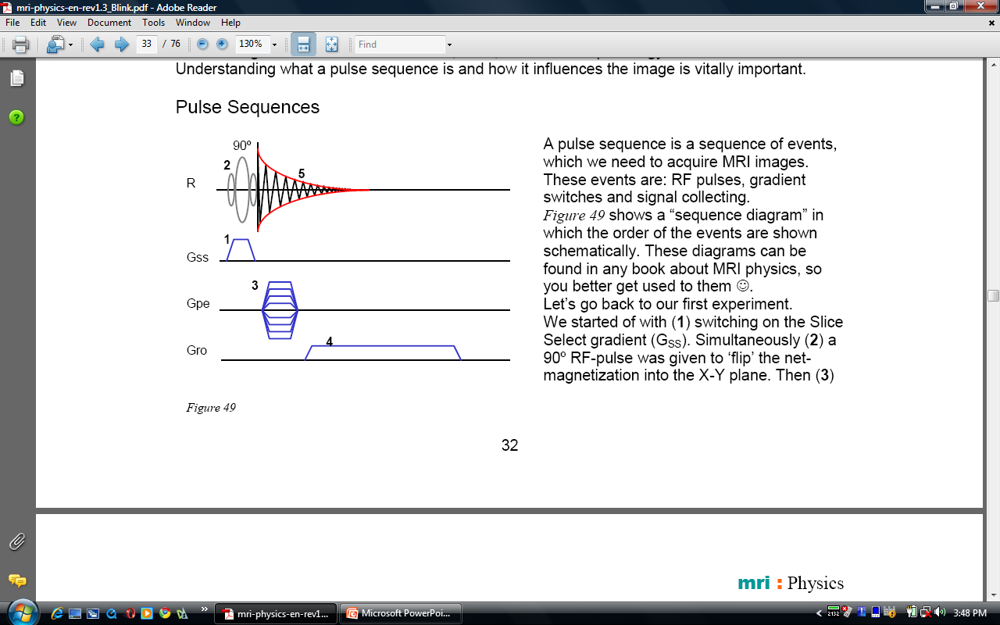 mri-physics-en-rev1.3_Blink.pdf - Adobe Reader
File Edit View Document Tools Window Help
33 / 76 130% Find
Understanding what a pulse sequence is and how it influences the image is vitally important.
Pulse Sequences
90º
2
5
R
1
Gss
3
Gpe
4
Gro
Figure 49
A pulse sequence is a sequence of events,
which we need to acquire MRI images.
These events are: RF pulses, gradient
switches and signal collecting.
Figure 49 shows a “sequence diagram” in
which the order of the events are shown
schematically. These diagrams can be
found in any book about MRI physics, so
you better get used to them ☺.
Let’s go back to our first experiment.
We started of with (1) switching on the Slice
Select gradient (GSS). Simultaneously (2) a
90º RF-pulse was given to ‘flip’ the net-
magnetization into the X-Y plane. Then (3)
32
mri : Physics
mri-physics-en-rev1... Microsoft PowerPoi... 2132 3:48 PM